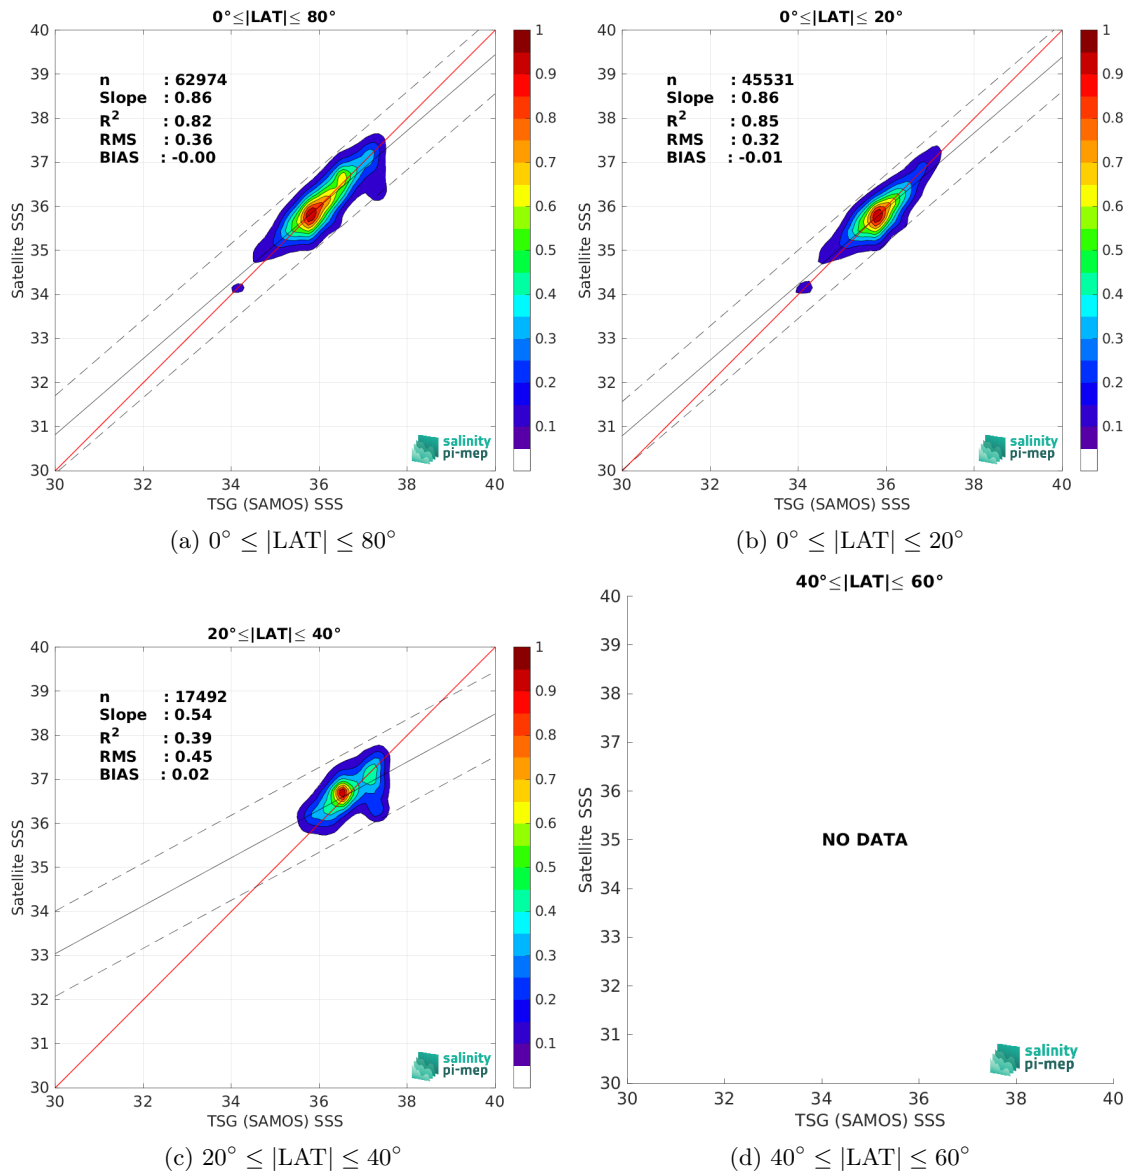 0°≤|LAT|≤ 80°
n : 62974
Slope : 0.86
R² : 0.82
RMS : 0.36
BIAS : -0.00
40
39
38
37
36
35
34
33
32
31
30
30 32 34 36 38 40
Satellite SSS
TSG (SAMOS) SSS
1
0.9
0.8
0.7
0.6
0.5
0.4
0.3
0.2
0.1
salinity
pi-mep
(a) 0° ≤ |LAT| ≤ 80°
0°≤|LAT|≤ 20°
n : 45531
Slope : 0.86
R² : 0.85
RMS : 0.32
BIAS : -0.01
40
39
38
37
36
35
34
33
32
31
30
30 32 34 36 38 40
Satellite SSS
TSG (SAMOS) SSS
1
0.9
0.8
0.7
0.6
0.5
0.4
0.3
0.2
0.1
salinity
pi-mep
(b) 0° ≤ |LAT| ≤ 20°
20°≤|LAT|≤ 40°
n : 17492
Slope : 0.54
R² : 0.39
RMS : 0.45
BIAS : 0.02
40
39
38
37
36
35
34
33
32
31
30
30 32 34 36 38 40
Satellite SSS
TSG (SAMOS) SSS
1
0.9
0.8
0.7
0.6
0.5
0.4
0.3
0.2
0.1
salinity
pi-mep
(c) 20° ≤ |LAT| ≤ 40°
40°≤|LAT|≤ 60°
40
39
38
37
36
35
34
33
32
31
30
30 32 34 36 38 40
Satellite SSS
TSG (SAMOS) SSS
NO DATA
salinity
pi-mep
(d) 40° ≤ |LAT| ≤ 60°